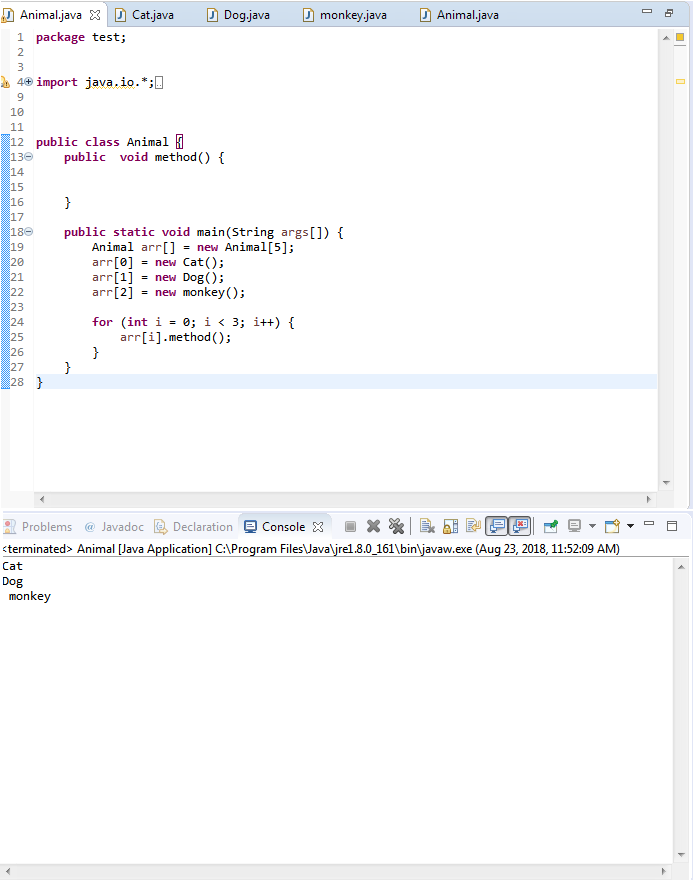 Animal.java Cat.java Dog.java monkey.java Animal.java
1 package test;
2
3
4 import java.io.*;
9
10
11
12 public class Animal {
13     public  void method() {
14
15
16     }
17
18     public static void main(String args[]) {
19         Animal arr[] = new Animal[5];
20         arr[0] = new Cat();
21         arr[1] = new Dog();
22         arr[2] = new monkey();
23
24         for (int i = 0; i < 3; i++) {
25             arr[i].method();
26         }
27     }
28 }
Problems @ Javadoc Declaration Console
<terminated> Animal [Java Application] C:\Program Files\Java\jre1.8.0_161\bin\javaw.exe (Aug 23, 2018, 11:52:09 AM)
Cat
Dog
 monkey